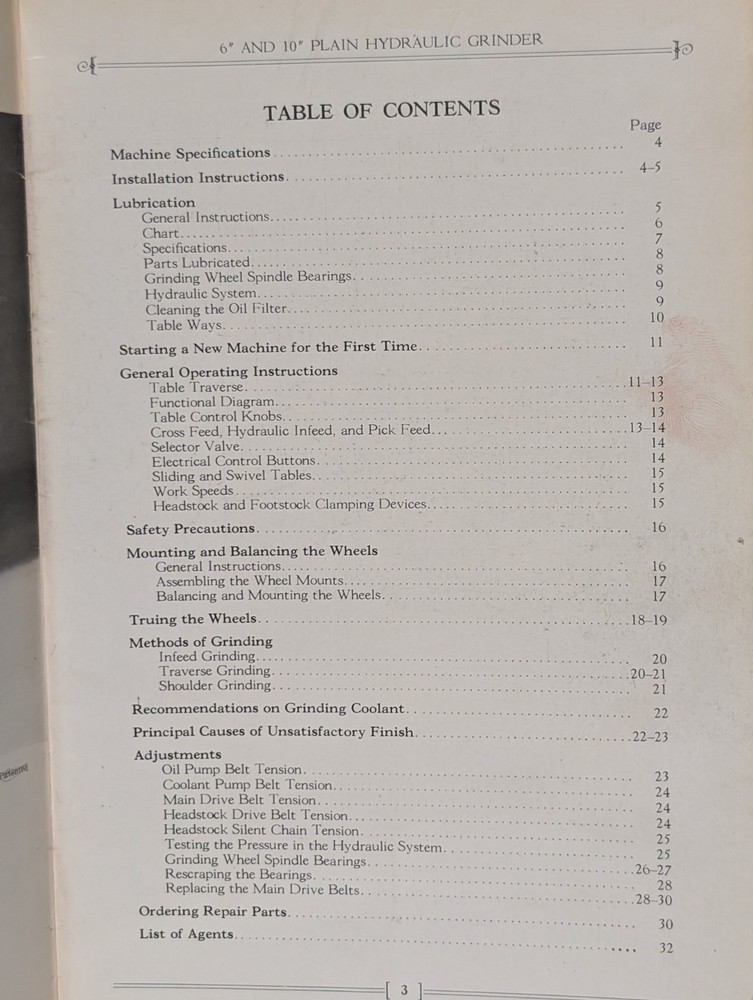 6" AND 10" PLAIN HYDRAULIC GRINDER
TABLE OF CONTENTS
Page
Machine Specifications 4
Installation Instructions 4–5
Lubrication
General Instructions 5
Chart 6
Specifications 7
Parts Lubricated 8
Grinding Wheel Spindle Bearings 8
Hydraulic System 9
Cleaning the Oil Filter 9
Table Ways 10
Starting a New Machine for the First Time 11
General Operating Instructions
Table Traverse 11–13
Functional Diagram 13
Table Control Knobs 13
Cross Feed, Hydraulic Infeed, and Pick Feed 13–14
Selector Valve 14
Electrical Control Buttons 14
Sliding and Swivel Tables 15
Work Speeds 15
Headstock and Footstock Clamping Devices 15
Safety Precautions 16
Mounting and Balancing the Wheels
General Instructions 16
Assembling the Wheel Mounts 17
Balancing and Mounting the Wheels 17
Truing the Wheels 18–19
Methods of Grinding
Infeed Grinding 20
Traverse Grinding 20–21
Shoulder Grinding 21
Recommendations on Grinding Coolant 22
Principal Causes of Unsatisfactory Finish 22–23
Adjustments
Oil Pump Belt Tension 23
Coolant Pump Belt Tension 24
Main Drive Belt Tension 24
Headstock Drive Belt Tension 24
Headstock Silent Chain Tension 25
Testing the Pressure in the Hydraulic System 25
Grinding Wheel Spindle Bearings 26–27
Rescraping the Bearings 28
Replacing the Main Drive Belts 28–30
Ordering Repair Parts 30
List of Agents 32
[ 3 ]